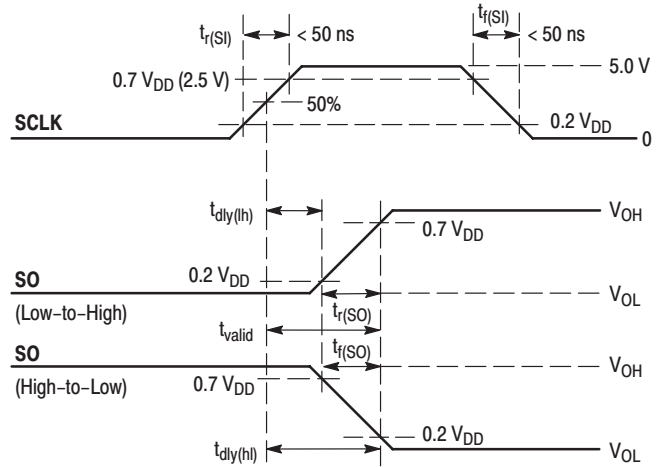 t_r(SI) < 50 ns t_f(SI) < 50 ns
5.0 V
0.7 V_DD (2.5 V)
50%
SCLK 0.2 V_DD 0
t_dly(lh) V_OH
0.7 V_DD
0.2 V_DD
SO V_OL
(Low-to-High) t_r(SO)
t_valid
t_f(SO)
SO V_OH
(High-to-Low) 0.7 V_DD
0.2 V_DD
t_dly(hl) V_OL